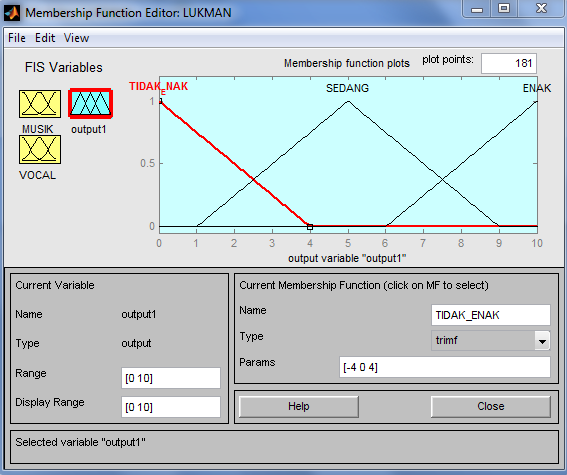 Membership Function Editor: LUKMAN
File Edit View
FIS Variables
MUSIK
output1
VOCAL
Membership function plots
plot points:
181
TIDAK_ENAK
SEDANG
ENAK
1
0.5
0
0 1 2 3 4 5 6 7 8 9 10
output variable "output1"
Current Variable
Name output1
Type output
Range [0 10]
Display Range [0 10]
Current Membership Function (click on MF to select)
Name TIDAK_ENAK
Type trimf
Params [-4 0 4]
Help Close
Selected variable "output1"